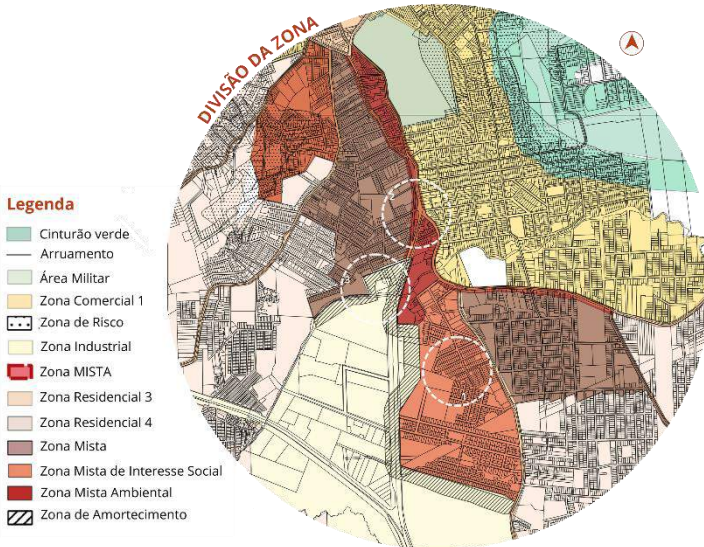 DIVISÃO DA ZONA
Legenda
Cinturão verde
Arruamento
Área Militar
Zona Comercial 1
Zona de Risco
Zona Industrial
Zona MISTA
Zona Residencial 3
Zona Residencial 4
Zona Mista
Zona Mista de Interesse Social
Zona Mista Ambiental
Zona de Amortecimento